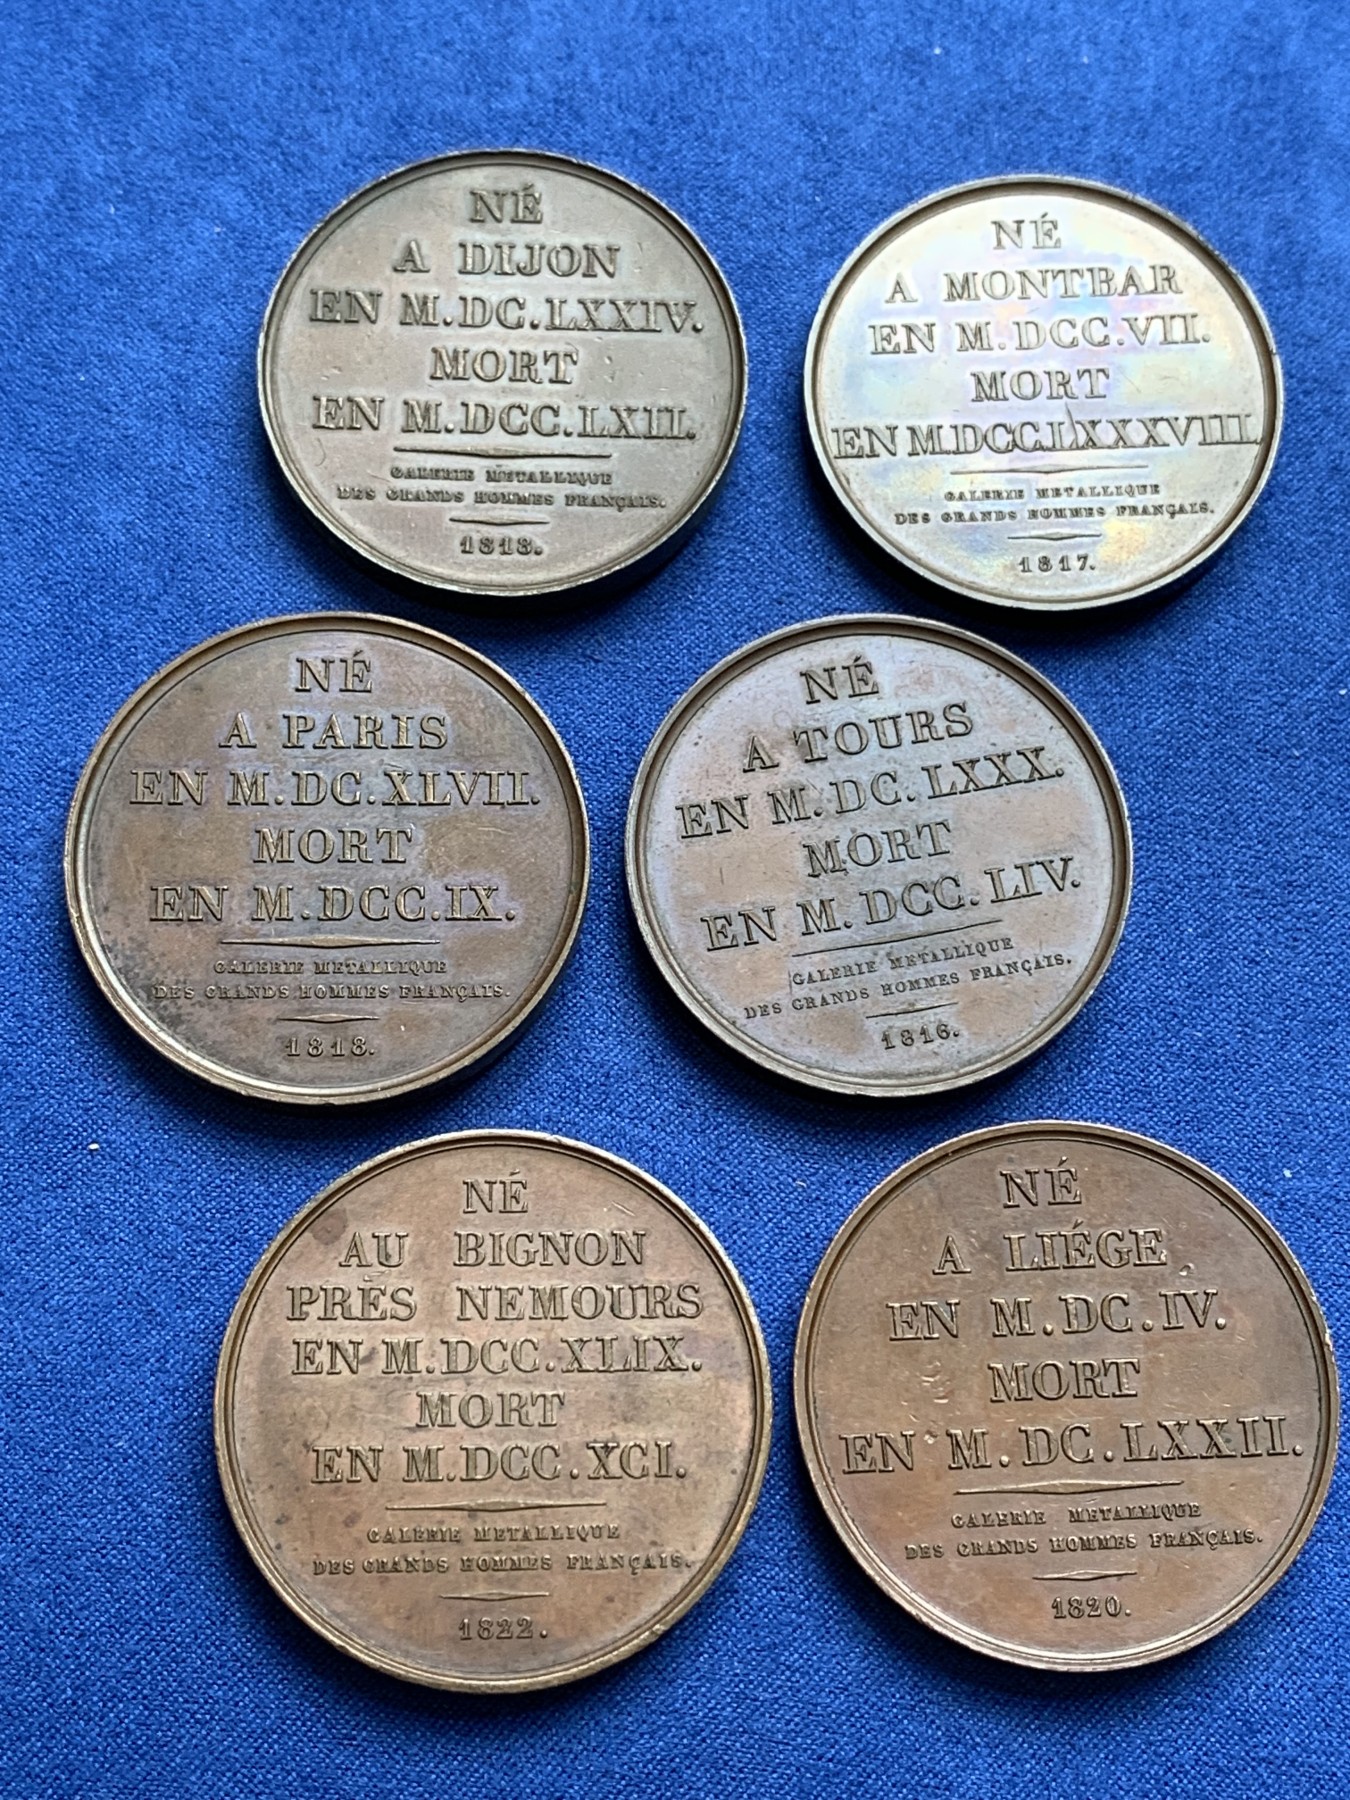 NÉ
A DIJON
EN M.DC.LXXIV.
MORT
EN M.DCC.LXII.
GALERIE METALLIQUE
DES GRANDS HOMMES FRANÇAIS.
1818.
NÉ
A MONTBAR
EN M.DCC.VII.
MORT
EN M.DCC.LXXXVIII.
GALERIE METALLIQUE
DES GRANDS HOMMES FRANÇAIS.
1817.
NÉ
A PARIS
EN M.DC.XLVII.
MORT
EN M.DCC.IX.
GALERIE METALLIQUE
DES GRANDS HOMMES FRANÇAIS.
1818.
NÉ
A TOURS
EN M.DC.LXXX.
MORT
EN M.DCC.LIV.
GALERIE METALLIQUE
DES GRANDS HOMMES FRANÇAIS.
1816.
NÉ
AU BIGNON
PRÈS NEMOURS
EN M.DCC.XLIX.
MORT
EN M.DCC.XCI.
GALERIE METALLIQUE
DES GRANDS HOMMES FRANÇAIS.
1822.
NÉ
A LIÉGE
EN M.DC.IV.
MORT
EN M.DC.LXXII.
GALERIE METALLIQUE
DES GRANDS HOMMES FRANÇAIS.
1820.